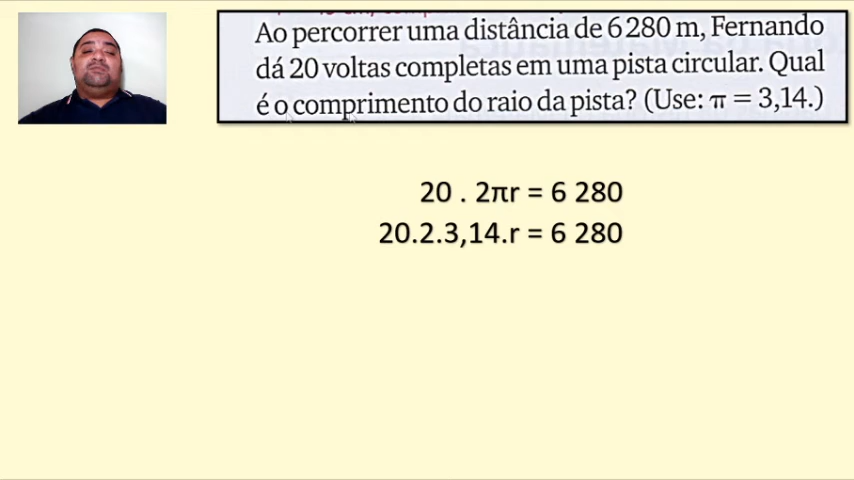 Ao percorrer uma distância de 6 280 m, Fernando
dá 20 voltas completas em uma pista circular. Qual
é o comprimento do raio da pista? (Use: π = 3,14.)
20 . 2πr = 6 280
20.2.3,14.r = 6 280